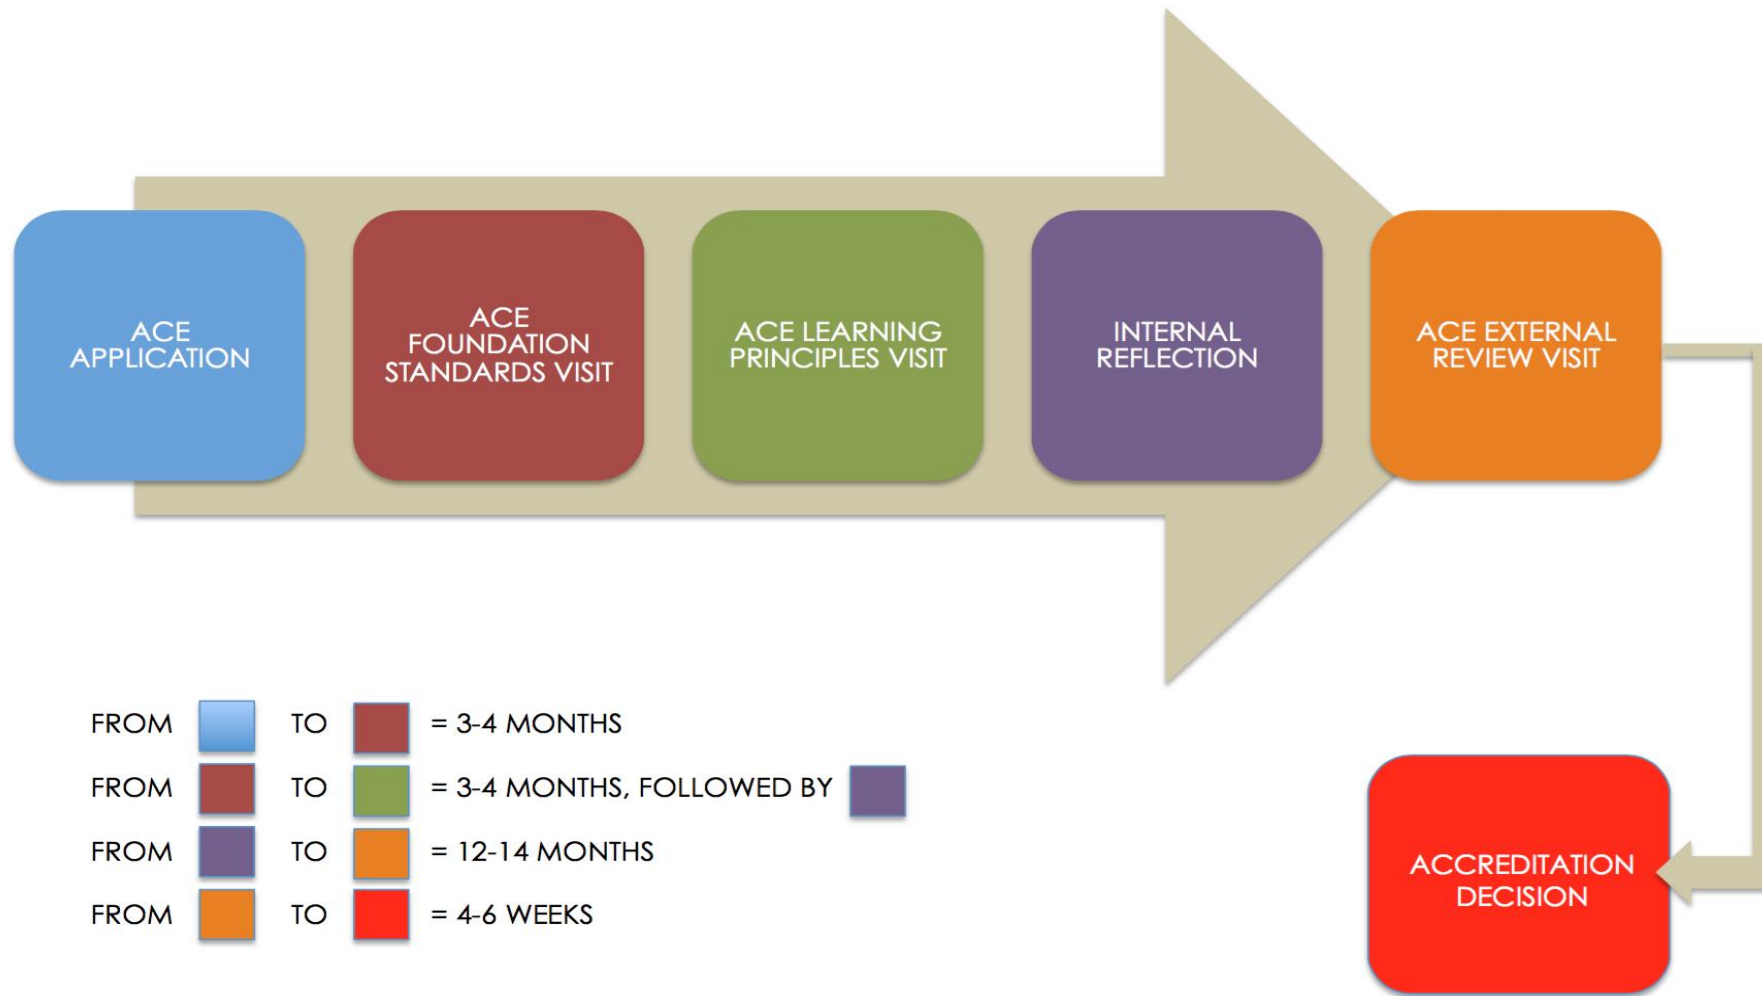 ACE
APPLICATION
ACE
FOUNDATION
STANDARDS VISIT
ACE LEARNING
PRINCIPLES VISIT
INTERNAL
REFLECTION
ACE EXTERNAL
REVIEW VISIT
FROM TO = 3-4 MONTHS
FROM TO = 3-4 MONTHS, FOLLOWED BY
FROM TO = 12-14 MONTHS
FROM TO = 4-6 WEEKS
ACCREDITATION
DECISION